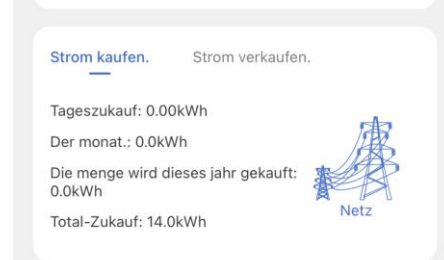 Strom kaufen.
Strom verkaufen.
Tageszukauf: 0.00kWh
Der monat.: 0.0kWh
Die menge wird dieses jahr gekauft:
0.0kWh
Total-Zukauf: 14.0kWh
Netz